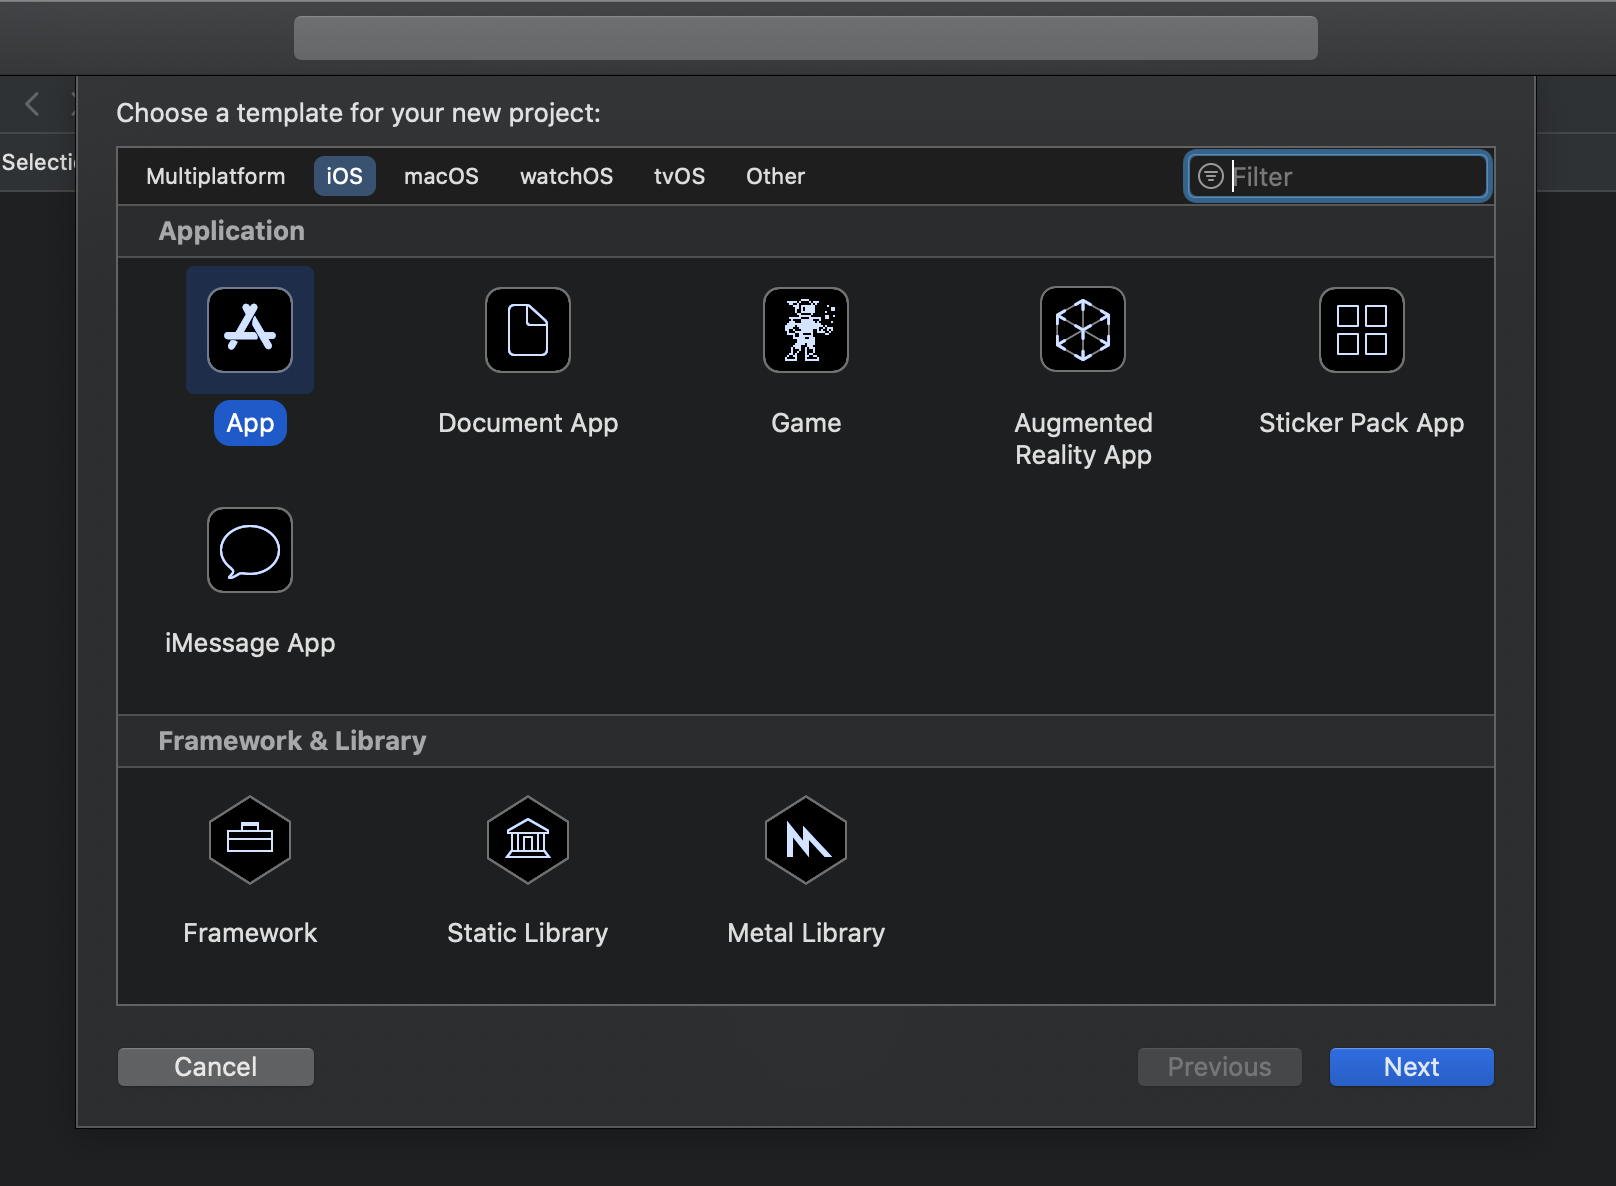 Choose a template for your new project:
Selecti
Multiplatform iOS macOS watchOS tvOS Other Filter
Application
App Document App Game Augmented Reality App Sticker Pack App
iMessage App
Framework & Library
Framework Static Library Metal Library
Cancel Previous Next